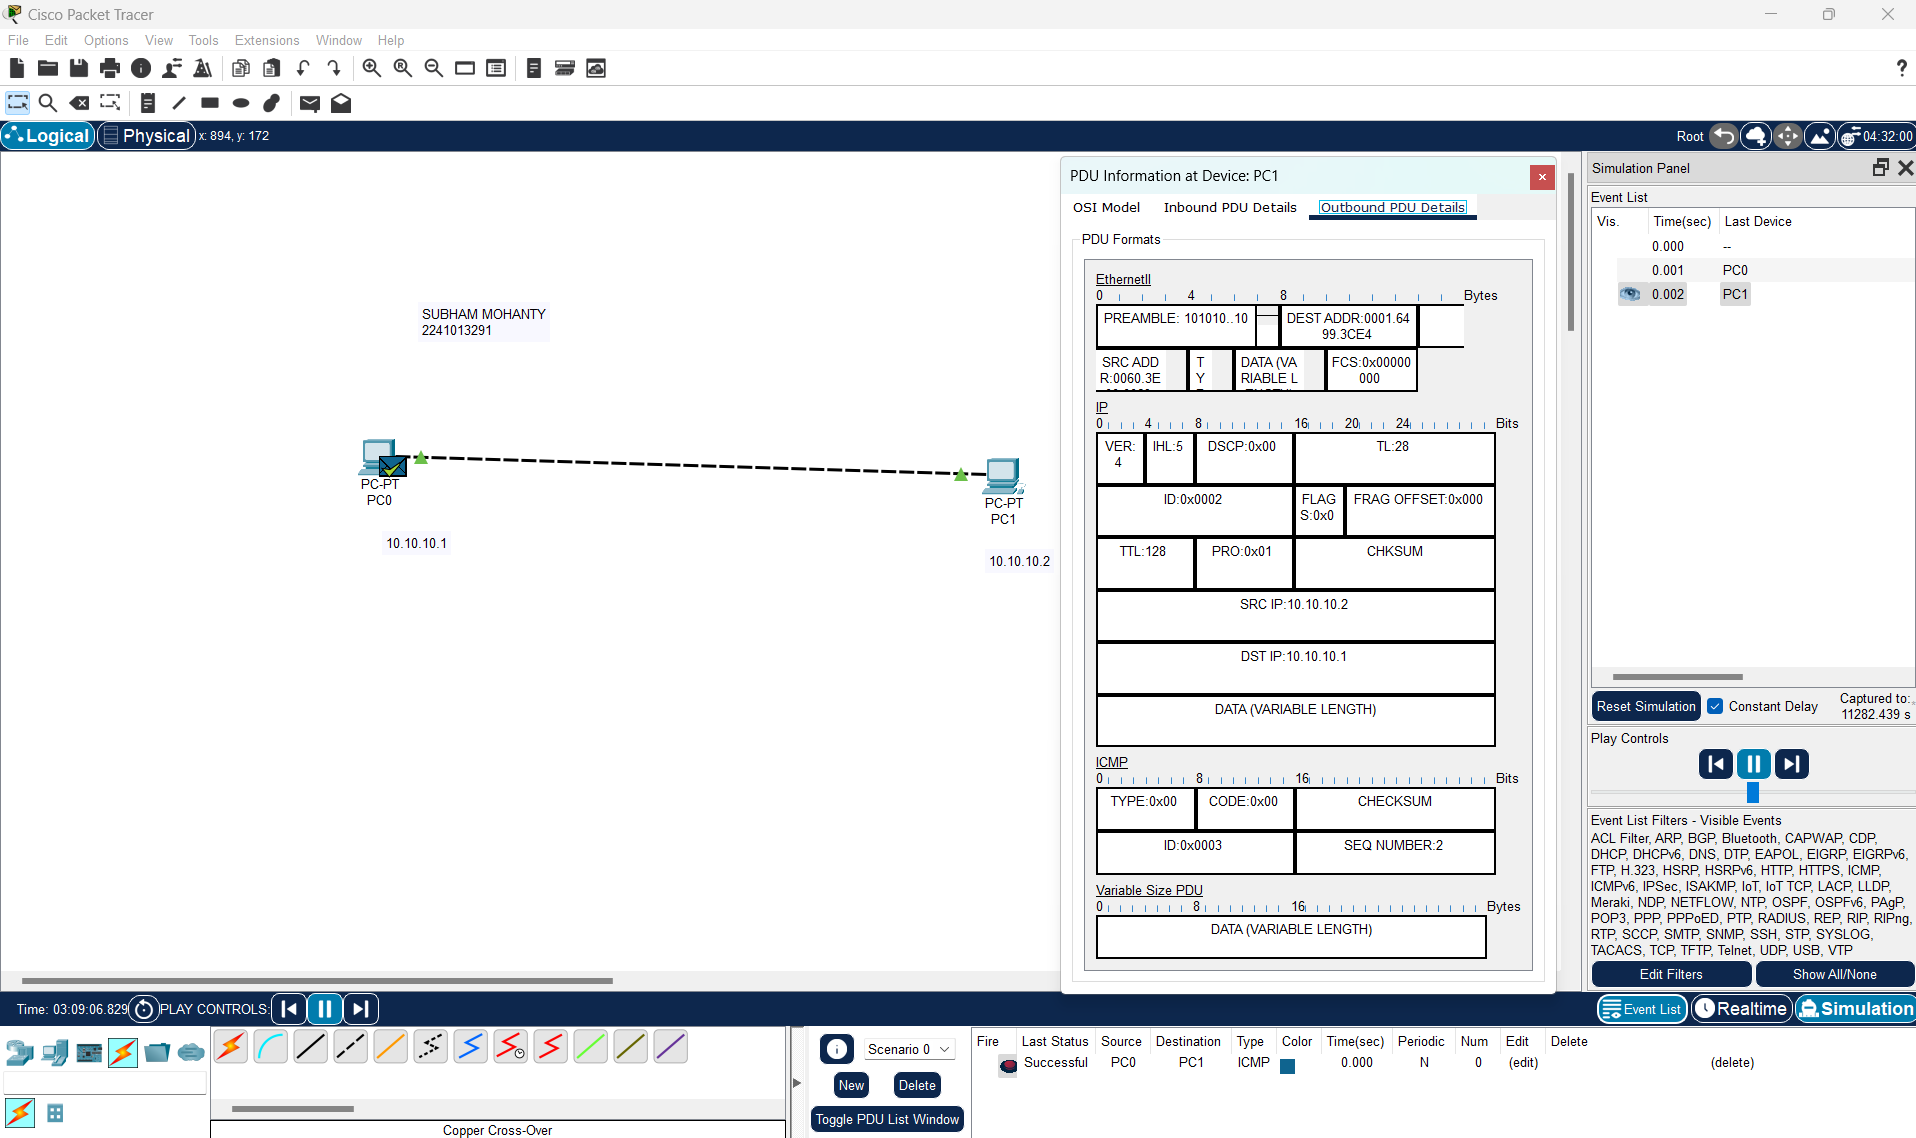 Cisco Packet Tracer
File Edit Options View Tools Extensions Window Help
Logical Physical x: 894, y: 172 Root 04:32:00
SUBHAM MOHANTY
2241013291
PC-PT
PC0
10.10.10.1
PC-PT
PC1
10.10.10.2
PDU Information at Device: PC1
OSI Model Inbound PDU Details Outbound PDU Details
PDU Formats
EthernetII
0 4 8 Bytes
PREAMBLE: 101010..10 DEST ADDR:0001.64
99.3CE4
SRC ADD T DATA (VA FCS:0x00000
R:0060.3E Y RIABLE L 000
IP
0 4 8 16 20 24 Bits
VER: IHL:5 DSCP:0x00 TL:28
4
ID:0x0002 FLAG FRAG OFFSET:0x000
S:0x0
TTL:128 PRO:0x01 CHKSUM
SRC IP:10.10.10.2
DST IP:10.10.10.1
DATA (VARIABLE LENGTH)
ICMP
0 8 16 Bits
TYPE:0x00 CODE:0x00 CHECKSUM
ID:0x0003 SEQ NUMBER:2
Variable Size PDU
0 8 16 Bytes
DATA (VARIABLE LENGTH)
Simulation Panel
Event List
Vis. Time(sec) Last Device
0.000 --
0.001 PC0
0.002 PC1
Reset Simulation Constant Delay Captured to:
11282.439 s
Play Controls
Event List Filters - Visible Events
ACL Filter, ARP, BGP, Bluetooth, CAPWAP, CDP,
DHCP, DHCPv6, DNS, DTP, EAPOL, EIGRP, EIGRPv6,
FTP, H.323, HSRP, HSRPv6, HTTP, HTTPS, ICMP,
ICMPv6, IPSec, ISAKMP, IoT, IoT TCP, LACP, LLDP,
Meraki, NDP, NETFLOW, NTP, OSPF, OSPFv6, PAgP,
POP3, PPP, PPPoED, PTP, RADIUS, REP, RIP, RIPng,
RTP, SCCP, SMTP, SNMP, SSH, STP, SYSLOG,
TACACS, TCP, TFTP, Telnet, UDP, USB, VTP
Edit Filters Show All/None
Time: 03:09:06.829 PLAY CONTROLS: Event List Realtime Simulation
Copper Cross-Over
Scenario 0
New Delete
Toggle PDU List Window
Fire Last Status Source Destination Type Color Time(sec) Periodic Num Edit Delete
Successful PC0 PC1 ICMP 0.000 N 0 (edit) (delete)